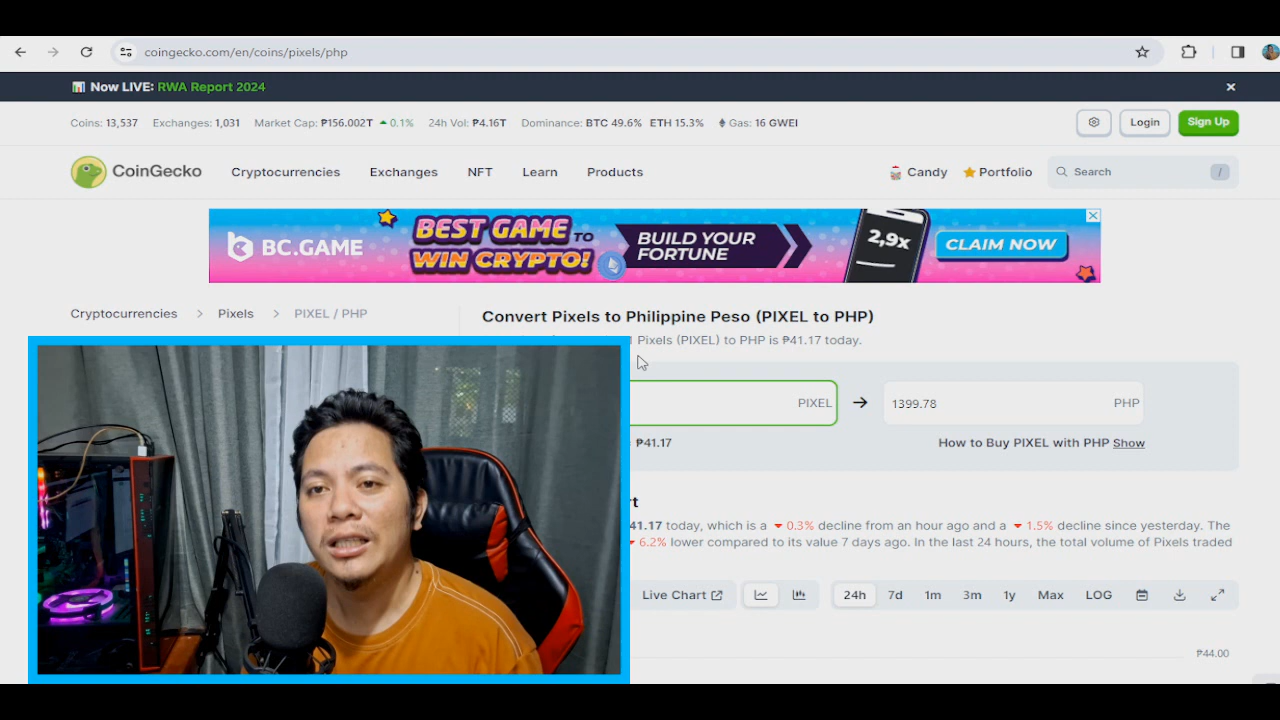 coingecko.com/en/coins/pixels/php
Now LIVE: RWA Report 2024
Coins: 13,537 Exchanges: 1,031 Market Cap: ₱156.002T 0.1% 24h Vol: ₱4.16T Dominance: BTC 49.6% ETH 15.3% Gas: 16 GWEI
Login
Sign Up
CoinGecko
Cryptocurrencies Exchanges NFT Learn Products
Candy Portfolio
Search /
BC.GAME
BEST GAME TO
WIN CRYPTO!
BUILD YOUR
FORTUNE
2,9x
CLAIM NOW
Cryptocurrencies > Pixels > PIXEL / PHP
Convert Pixels to Philippine Peso (PIXEL to PHP)
1 Pixels (PIXEL) to PHP is ₱41.17 today.
PIXEL → 1399.78 PHP
₱41.17
How to Buy PIXEL with PHP Show
41.17 today, which is a 0.3% decline from an hour ago and a 1.5% decline since yesterday. The
6.2% lower compared to its value 7 days ago. In the last 24 hours, the total volume of Pixels traded
Live Chart
24h 7d 1m 3m 1y Max LOG
₱44.00